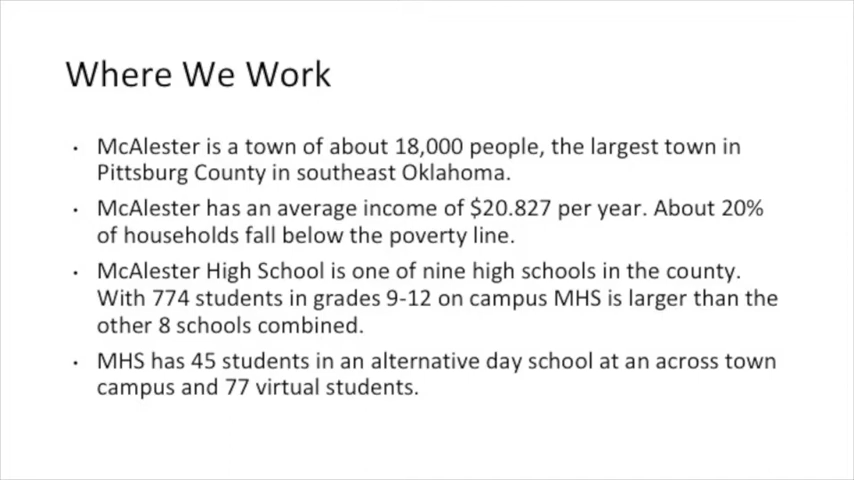 Where We Work
• McAlester is a town of about 18,000 people, the largest town in
Pittsburg County in southeast Oklahoma.
• McAlester has an average income of $20.827 per year. About 20%
of households fall below the poverty line.
• McAlester High School is one of nine high schools in the county.
With 774 students in grades 9-12 on campus MHS is larger than the
other 8 schools combined.
• MHS has 45 students in an alternative day school at an across town
campus and 77 virtual students.